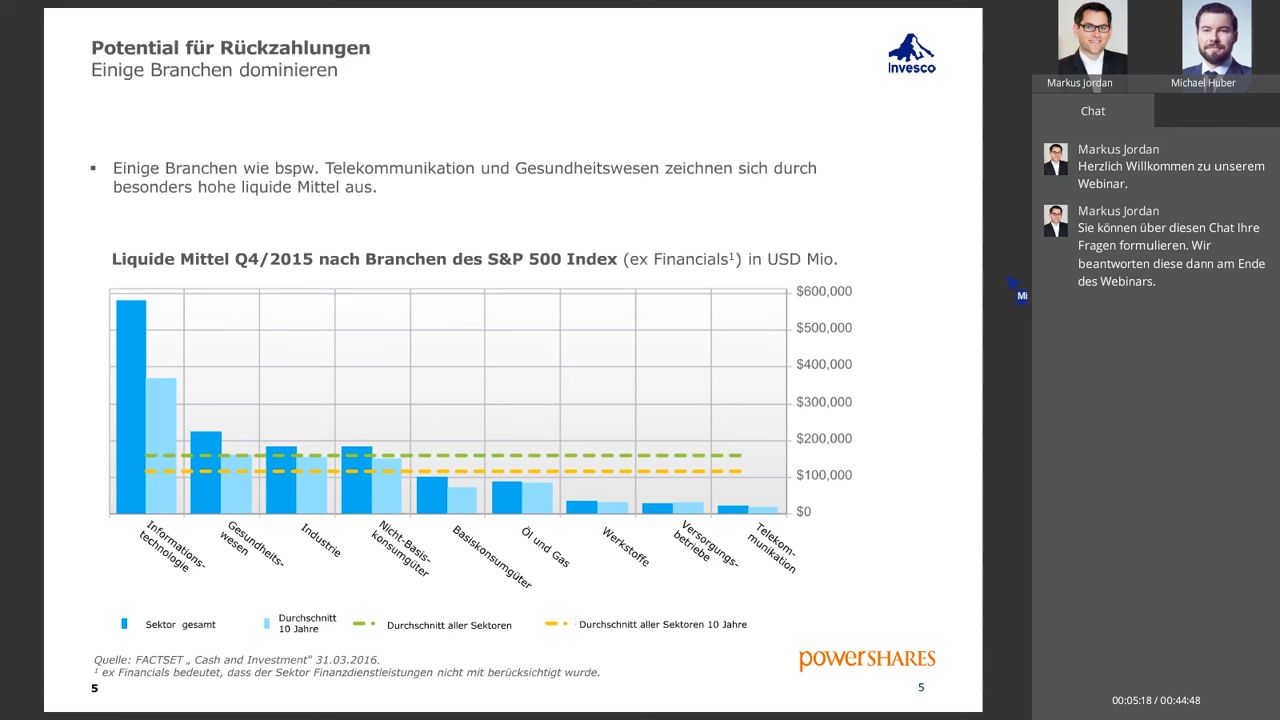 Potential für Rückzahlungen
Einige Branchen dominieren
Invesco
▪ Einige Branchen wie bspw. Telekommunikation und Gesundheitswesen zeichnen sich durch
besonders hohe liquide Mittel aus.
Liquide Mittel Q4/2015 nach Branchen des S&P 500 Index (ex Financials¹) in USD Mio.
$600,000
$500,000
$400,000
$300,000
$200,000
$100,000
$0
Informations-
technologie
Gesundheits-
wesen
Industrie
Nicht-Basis-
konsumgüter
Basiskonsumgüter
Öl und Gas
Werkstoffe
Versorgungs-
betriebe
Telekom-
munikation
Sektor gesamt
Durchschnitt
10 Jahre
Durchschnitt aller Sektoren
Durchschnitt aller Sektoren 10 Jahre
Quelle: FACTSET „ Cash and Investment" 31.03.2016.
¹ ex Financials bedeutet, dass der Sektor Finanzdienstleistungen nicht mit berücksichtigt wurde.
powerSHARES
5
5
Mi
Markus Jordan
Michael Huber
Chat
Markus Jordan
Herzlich Willkommen zu unserem
Webinar.
Markus Jordan
Sie können über diesen Chat Ihre
Fragen formulieren. Wir
beantworten diese dann am Ende
des Webinars.
00:05:18 / 00:44:48